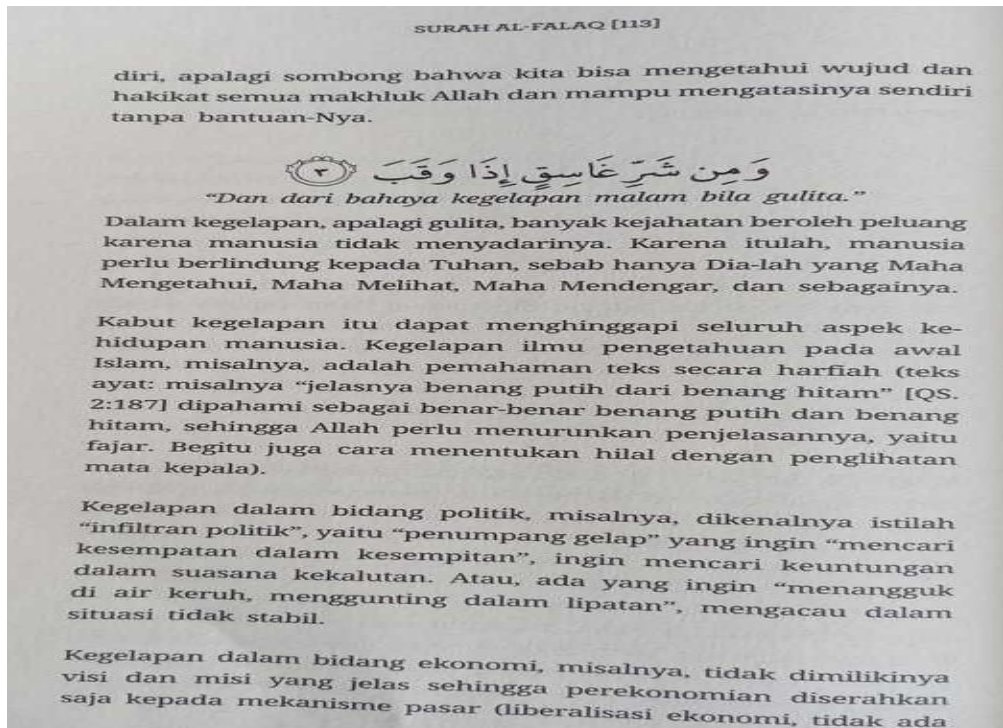 SURAH AL-FALAQ [113]
diri, apalagi sombong bahwa kita bisa mengetahui wujud dan
hakikat semua makhluk Allah dan mampu mengatasinya sendiri
tanpa bantuan-Nya.
وَ مِن شَرِّ غَاسِقٍ إِذَا وَقَبَ ٣
“Dan dari bahaya kegelapan malam bila gulita.”
Dalam kegelapan, apalagi gulita, banyak kejahatan beroleh peluang
karena manusia tidak menyadarinya. Karena itulah, manusia
perlu berlindung kepada Tuhan, sebab hanya Dia-lah yang Maha
Mengetahui, Maha Melihat, Maha Mendengar, dan sebagainya.
Kabut kegelapan itu dapat menghinggapi seluruh aspek ke-
hidupan manusia. Kegelapan ilmu pengetahuan pada awal
Islam, misalnya, adalah pemahaman teks secara harfiah (teks
ayat: misalnya “jelasnya benang putih dari benang hitam” [QS.
2:187] dipahami sebagai benar-benar benang putih dan benang
hitam, sehingga Allah perlu menurunkan penjelasannya, yaitu
fajar. Begitu juga cara menentukan hilal dengan penglihatan
mata kepala).
Kegelapan dalam bidang politik, misalnya, dikenalnya istilah
“infiltran politik”, yaitu “penumpang gelap” yang ingin “mencari
kesempatan dalam kesempitan”, ingin mencari keuntungan
dalam suasana kekalutan. Atau, ada yang ingin “menangguk
di air keruh, menggunting dalam lipatan”, mengacau dalam
situasi tidak stabil.
Kegelapan dalam bidang ekonomi, misalnya, tidak dimilikinya
visi dan misi yang jelas sehingga perekonomian diserahkan
saja kepada mekanisme pasar (liberalisasi ekonomi, tidak ada